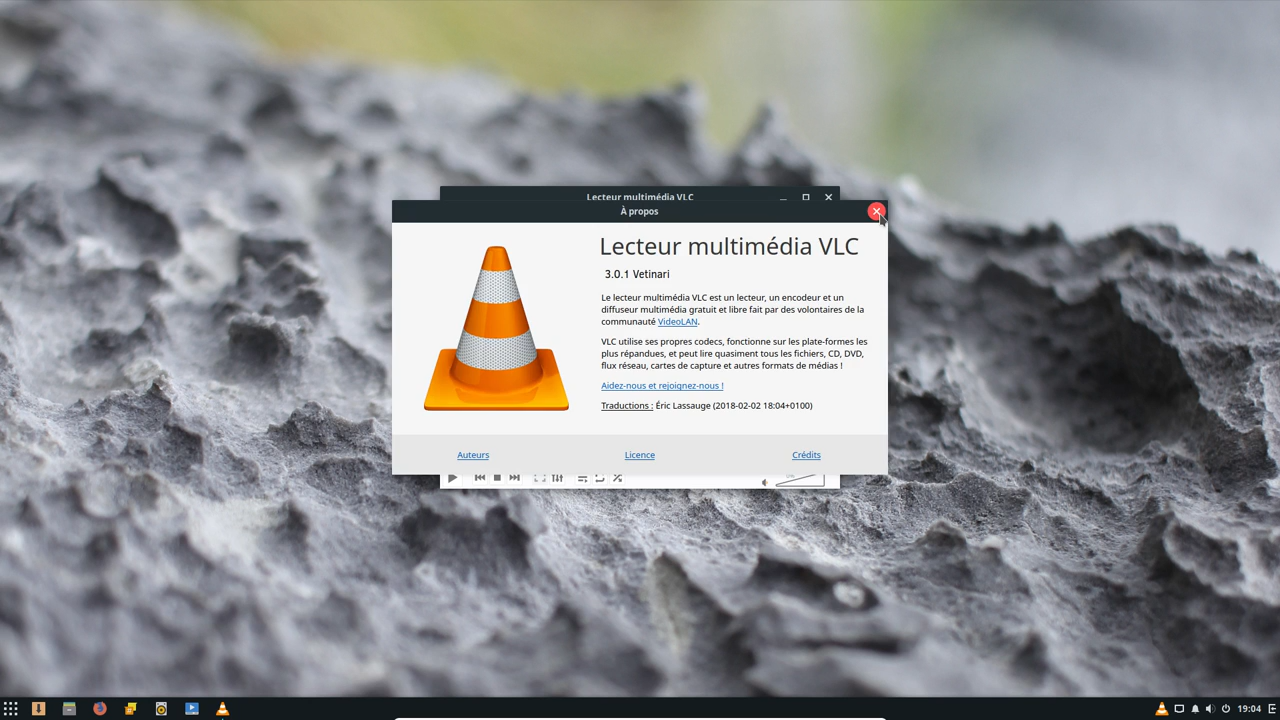 Lecteur multimédia VLC
À propos
Lecteur multimédia VLC
3.0.1 Vetinari
Le lecteur multimédia VLC est un lecteur, un encodeur et un
diffuseur multimédia gratuit et libre fait par des volontaires de la
communauté VideoLAN.
VLC utilise ses propres codecs, fonctionne sur les plate-formes les
plus répandues, et peut lire quasiment tous les fichiers, CD, DVD,
flux réseau, cartes de capture et autres formats de médias !
Aidez-nous et rejoignez-nous !
Traductions : Éric Lassauge (2018-02-02 18:04+0100)
Auteurs
Licence
Crédits
19:04